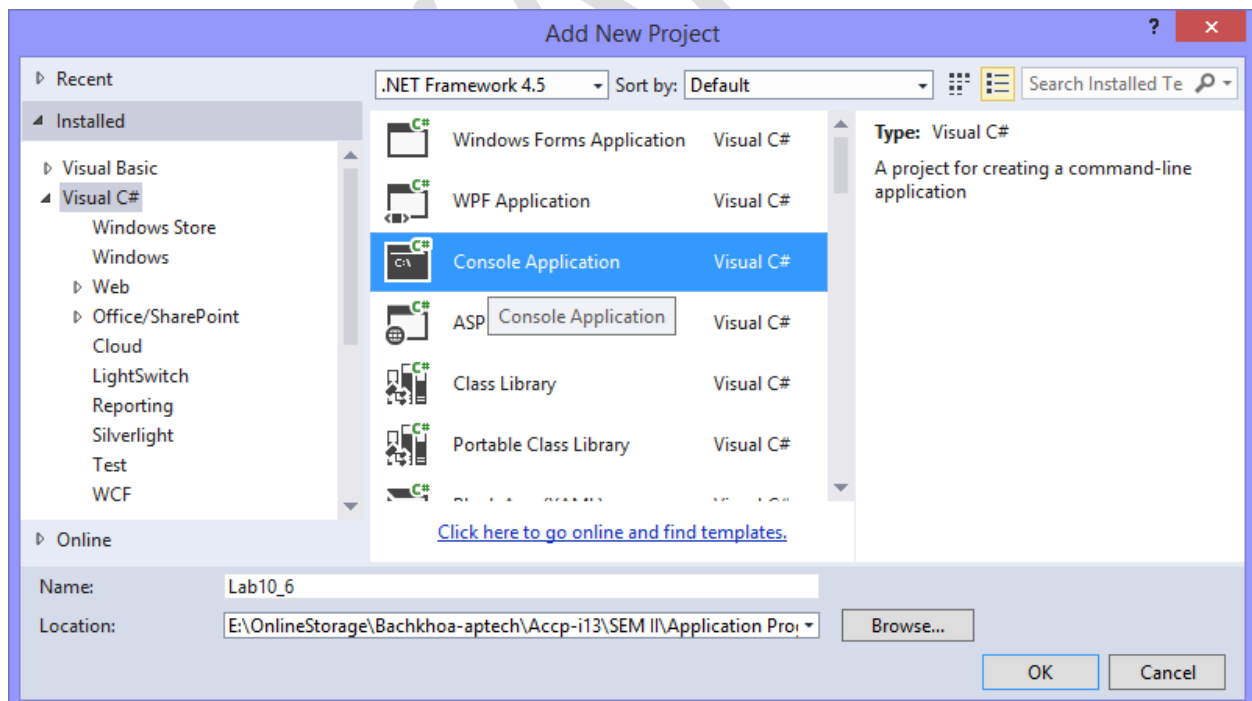 Add New Project
?
Recent
.NET Framework 4.5
Sort by: Default
Search Installed Te
Installed
Visual Basic
Visual C#
Windows Store
Windows
Web
Office/SharePoint
Cloud
LightSwitch
Reporting
Silverlight
Test
WCF
Online
Windows Forms Application Visual C#
WPF Application Visual C#
Console Application Visual C#
ASP Visual C#
Console Application
Class Library Visual C#
Portable Class Library Visual C#
Click here to go online and find templates.
Type: Visual C#
A project for creating a command-line
application
Name: Lab10_6
Location: E:\OnlineStorage\Bachkhoa-aptech\Accp-i13\SEM II\Application Pro
Browse...
OK Cancel